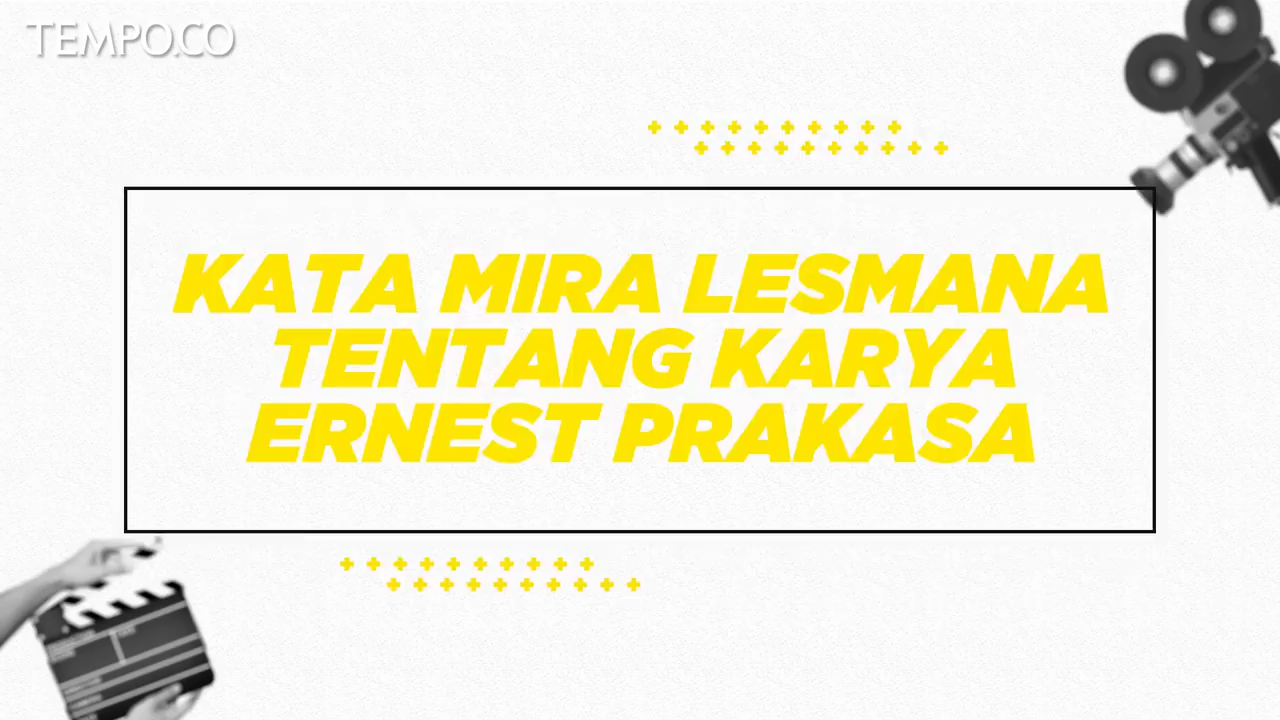 TEMPO.CO
KATA MIRA LESMANA
TENTANG KARYA
ERNEST PRAKASA